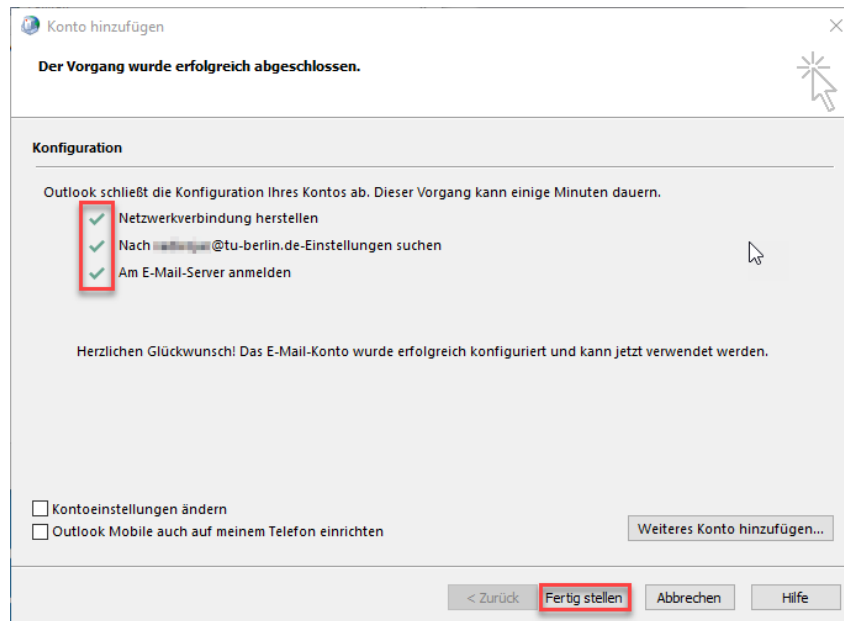 Konto hinzufügen
Der Vorgang wurde erfolgreich abgeschlossen.
Konfiguration
Outlook schließt die Konfiguration Ihres Kontos ab. Dieser Vorgang kann einige Minuten dauern.
Netzwerkverbindung herstellen
Nach @tu-berlin.de-Einstellungen suchen
Am E-Mail-Server anmelden
Herzlichen Glückwunsch! Das E-Mail-Konto wurde erfolgreich konfiguriert und kann jetzt verwendet werden.
Kontoeinstellungen ändern
Outlook Mobile auch auf meinem Telefon einrichten
Weiteres Konto hinzufügen...
< Zurück Fertig stellen Abbrechen Hilfe